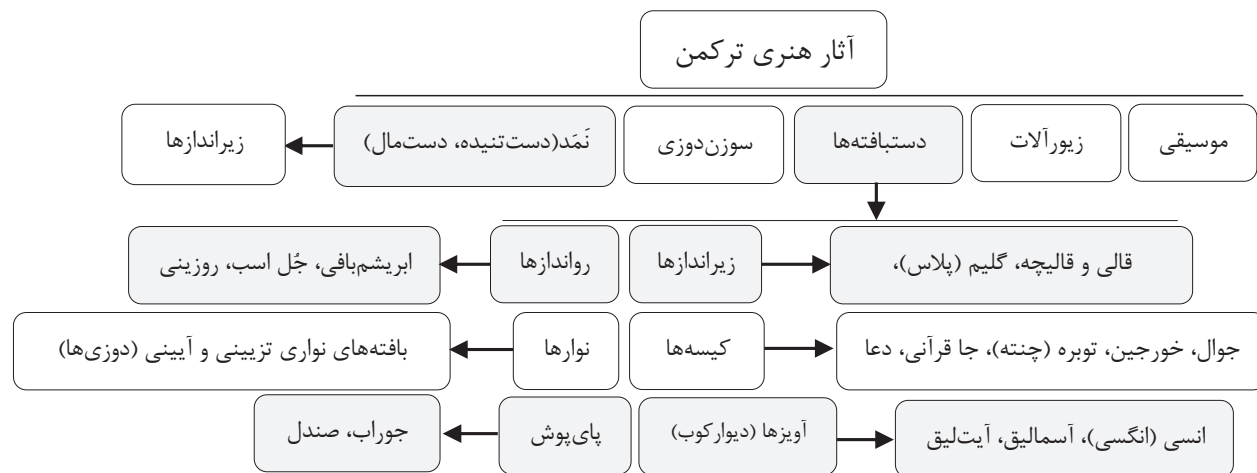 آثار هنری ترکمن
موسیقی
زیورآلات
دستبافته‌ها
سوزن‌دوزی
نَمَد(دست‌تنیده، دست‌مال)
زیراندازها
قالی و قالیچه، گلیم (پلاس)،
زیراندازها
رواندازها
ابریشم‌بافی، جُل اسب، روزینی
جوال، خورجین، توبره (چنته)، جا قرآنی، دعا
کیسه‌ها
نوارها
بافته‌های نواری تزیینی و آیینی (دوزی‌ها)
انسی (انگسی)، آسمالیق، آیت‌لیق
آویزها (دیوارکوب)
پای‌پوش
جوراب، صندل